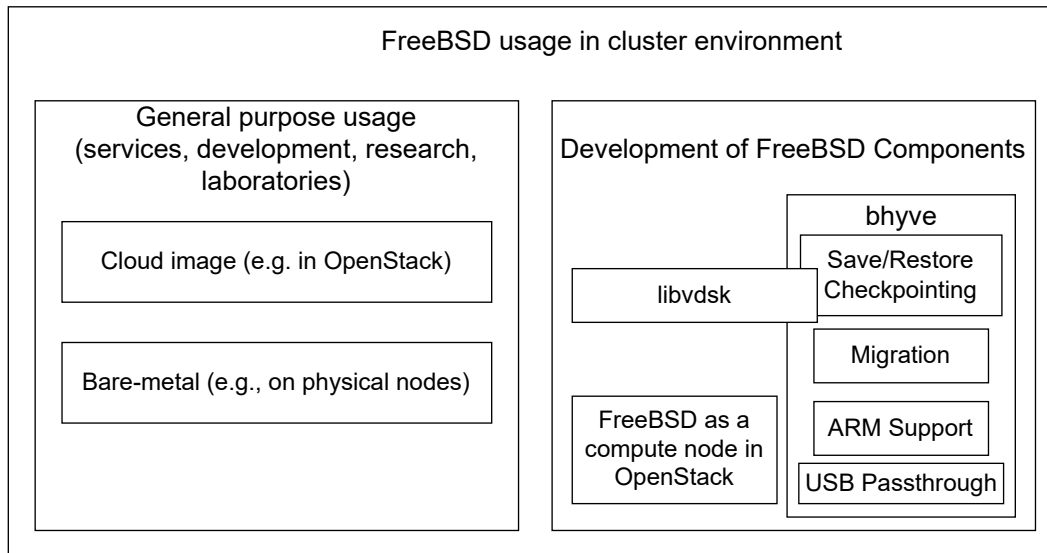 FreeBSD usage in cluster environment
General purpose usage
(services, development, research,
laboratories)
Cloud image (e.g. in OpenStack)
Bare-metal (e.g., on physical nodes)
Development of FreeBSD Components
bhyve
Save/Restore
Checkpointing
libvdsk
Migration
FreeBSD as a
compute node in
OpenStack
ARM Support
USB Passthrough